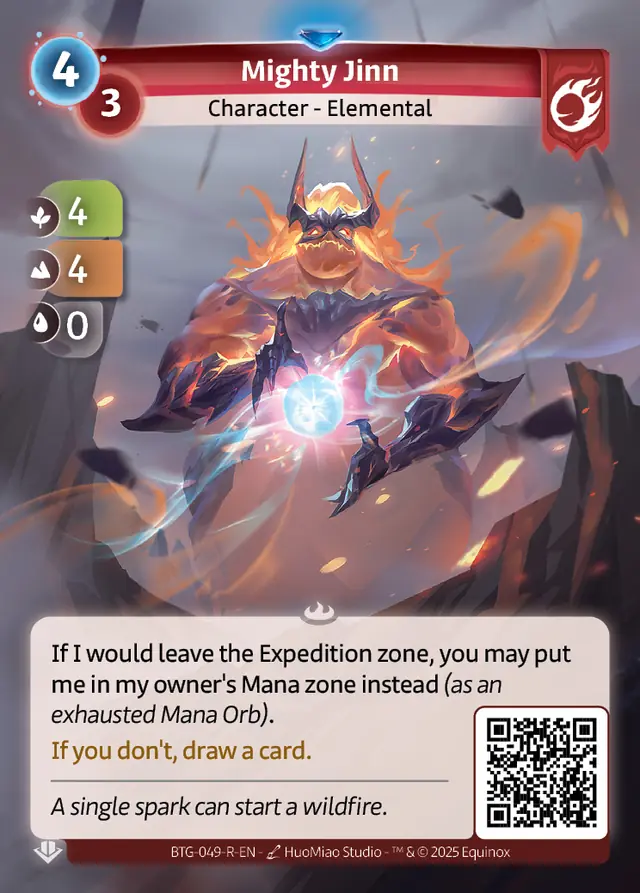 4
Mighty Jinn
3
Character - Elemental
4
4
0
If I would leave the Expedition zone, you may put
me in my owner's Mana zone instead (as an
exhausted Mana Orb).
If you don't, draw a card.
A single spark can start a wildfire.
BTG-049-R-EN - HuoMiao Studio - ™ & © 2025 Equinox